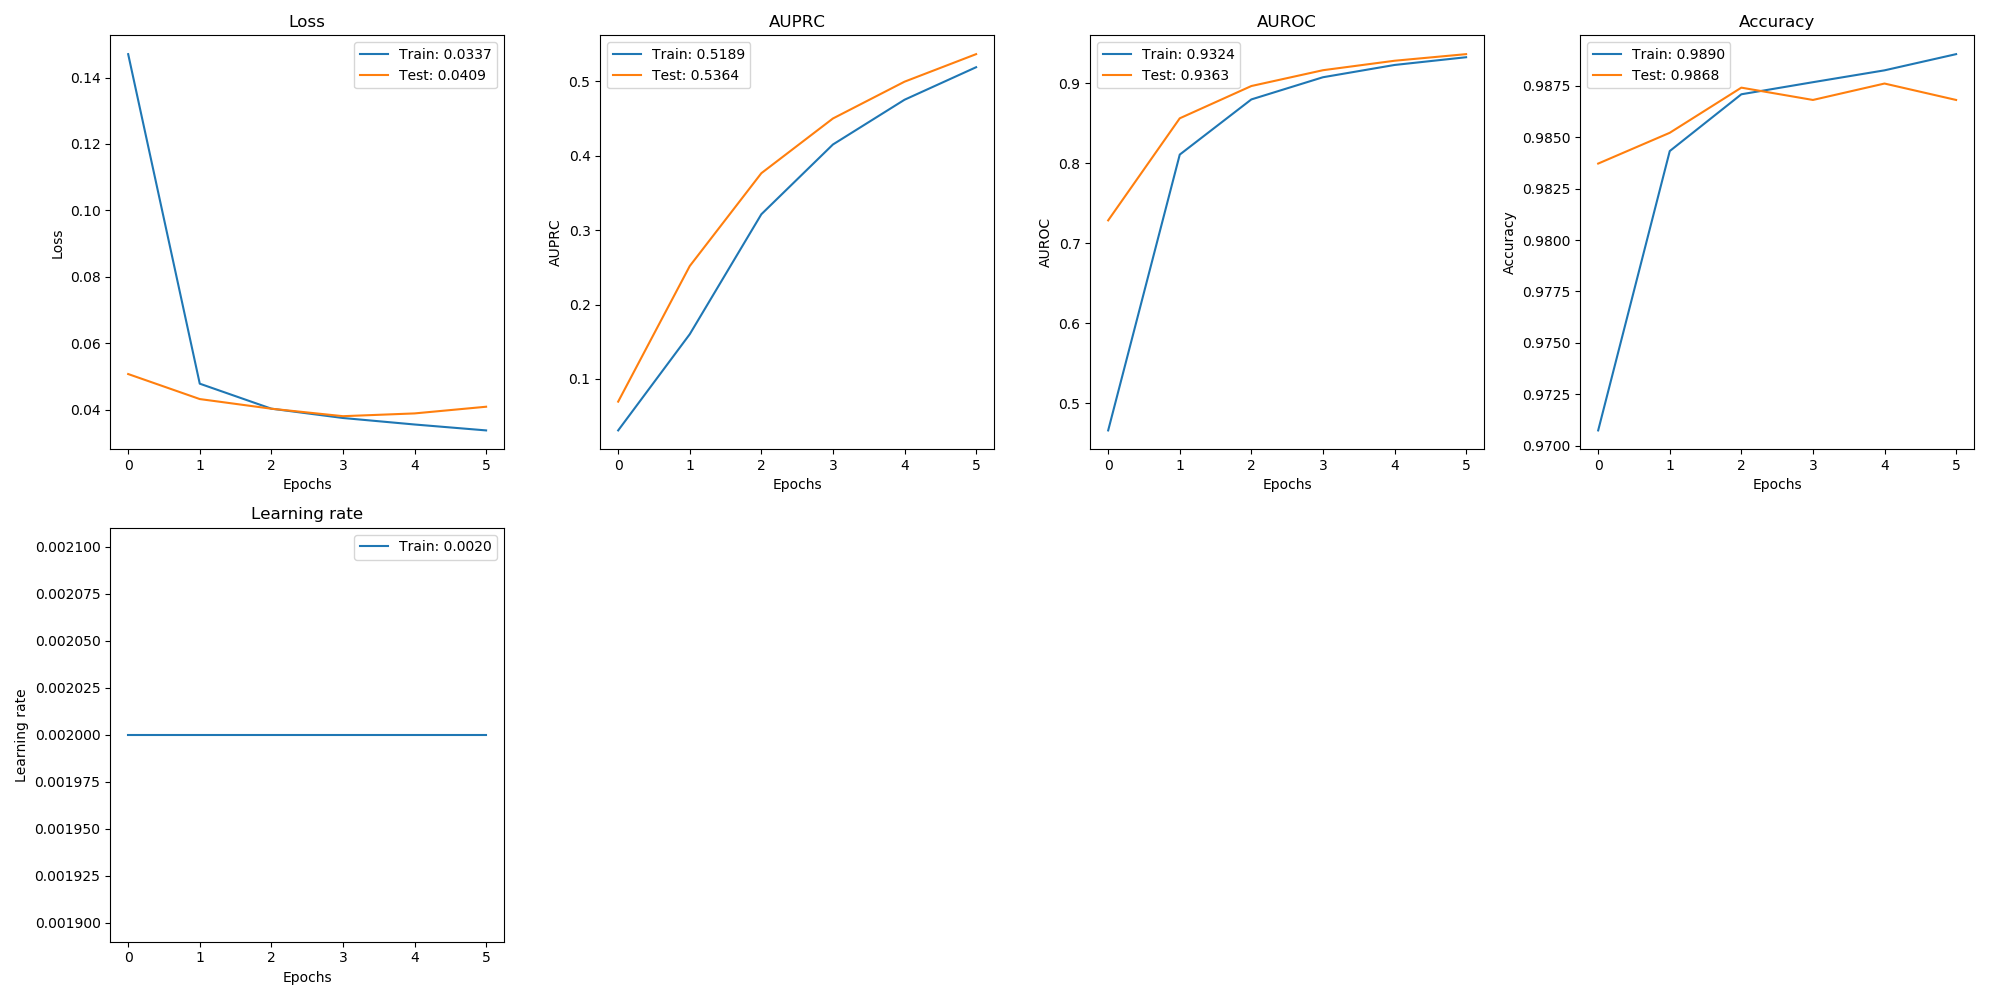 Loss
Train: 0.0337
Test: 0.0409
0.14
0.12
0.10
0.08
0.06
0.04
Loss
0 1 2 3 4 5
Epochs
AUPRC
Train: 0.5189
Test: 0.5364
0.5
0.4
0.3
0.2
0.1
AUPRC
0 1 2 3 4 5
Epochs
AUROC
Train: 0.9324
Test: 0.9363
0.9
0.8
0.7
0.6
0.5
AUROC
0 1 2 3 4 5
Epochs
Accuracy
Train: 0.9890
Test: 0.9868
0.9875
0.9850
0.9825
0.9800
0.9775
0.9750
0.9725
0.9700
Accuracy
0 1 2 3 4 5
Epochs
Learning rate
Train: 0.0020
0.002100
0.002075
0.002050
0.002025
0.002000
0.001975
0.001950
0.001925
0.001900
Learning rate
0 1 2 3 4 5
Epochs